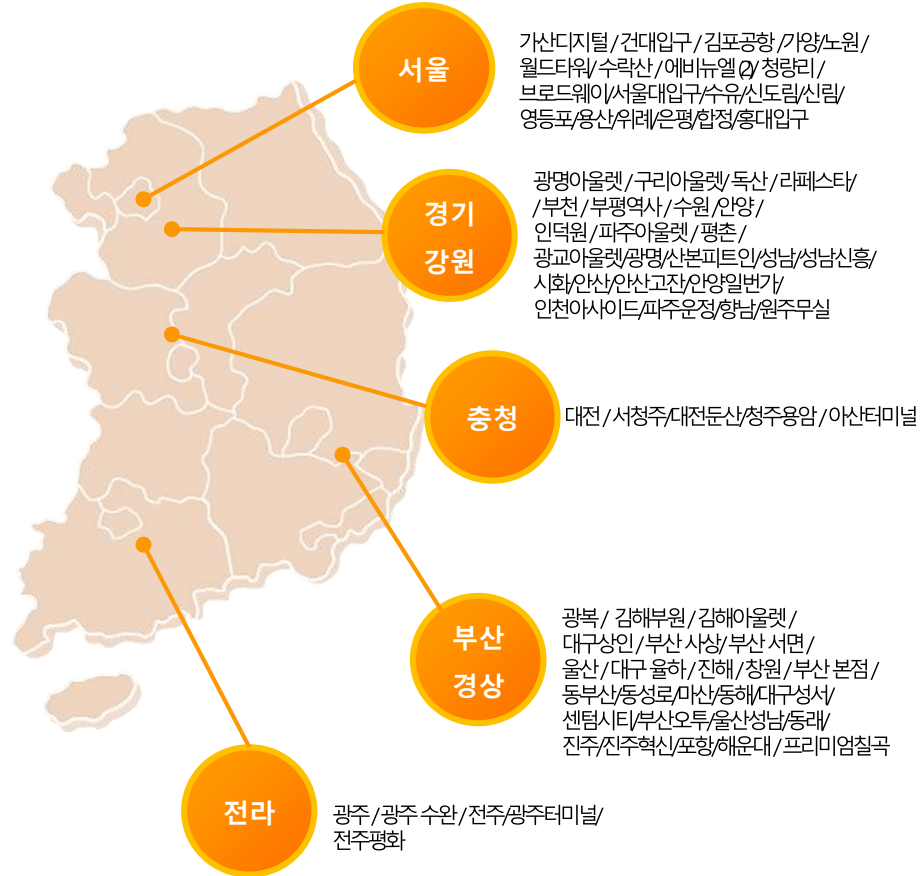 서울
가산디지털 / 건대입구 / 김포공항 /가양/노원 /
월드타워/ 수락산 / 에비뉴엘 (2)/ 청량리 /
브로드웨이/서울대입구/수유/신도림/신림/
영등포/용산/위례/은평/합정/홍대입구
경기
강원
광명아울렛 / 구리아울렛/ 독산 / 라페스타/
/ 부천 / 부평역사 / 수원 /안양 /
인덕원 / 파주아울렛 / 평촌 /
광교아울렛/광명/산본피트인/성남/성남신흥/
시화/안산/안산고잔/안양일번가/
인천아시아드/파주운정/향남/원주무실
충청
대전 / 서청주/대전둔산/청주용암 / 아산터미널
부산
경상
광복 / 김해부원 / 김해아울렛 /
대구상인 / 부산 사상/ 부산 서면 /
울산 / 대구 율하 / 진해 / 창원 / 부산 본점 /
동부산/동성로/마산/동해/대구성서/
센텀시티/부산오투/울산성남/동래/
진주/진주혁신/포항/해운대 / 프리미엄칠곡
전라
광주 / 광주 수완 / 전주/광주터미널/
전주평화